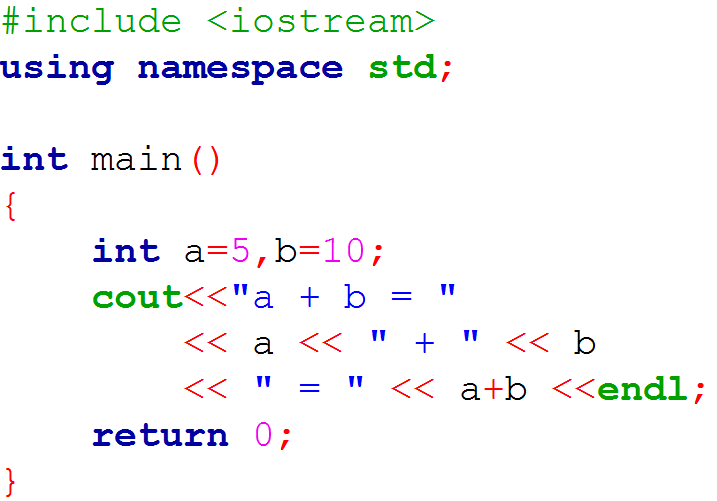 #include <iostream>
using namespace std;
int main()
{
    int a=5,b=10;
    cout<<"a + b = "
        << a << " + " << b
        << " = " << a+b <<endl;
    return 0;
}